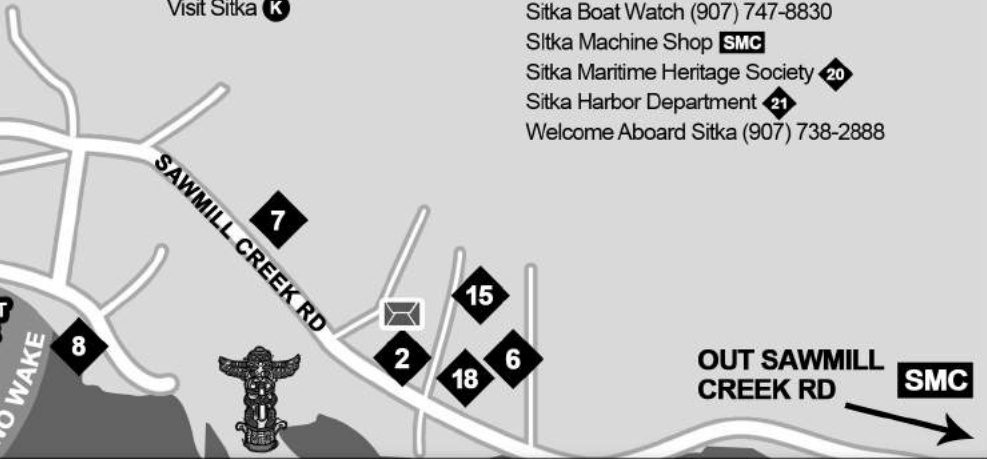 Visit Sitka K
Sitka Boat Watch (907) 747-8830
SItka Machine Shop SMC
Sitka Maritime Heritage Society 20
Sitka Harbor Department 21
Welcome Aboard Sitka (907) 738-2888
SAWMILL CREEK RD
7
15
T
8
NO WAKE
2
18
6
OUT SAWMILL
CREEK RD
SMC